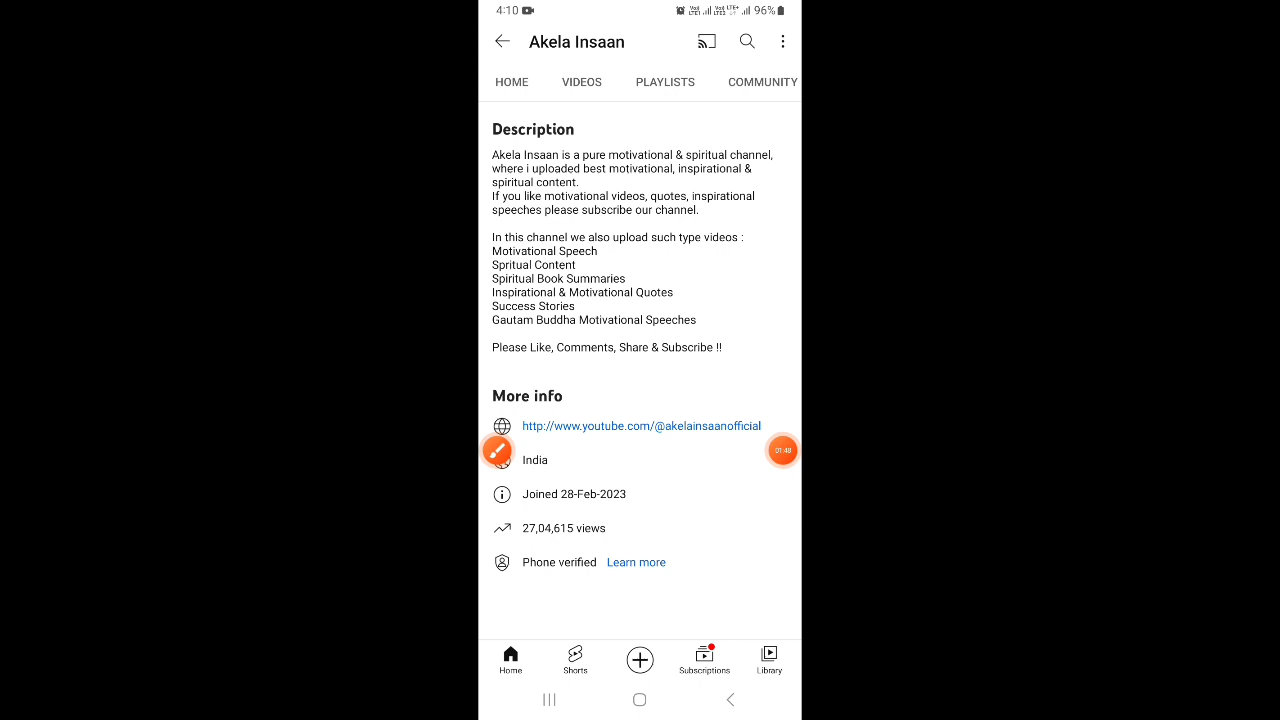 4:10 96%
Akela Insaan
HOME VIDEOS PLAYLISTS COMMUNITY
Description
Akela Insaan is a pure motivational & spiritual channel,
where i uploaded best motivational, inspirational &
spiritual content.
If you like motivational videos, quotes, inspirational
speeches please subscribe our channel.
In this channel we also upload such type videos :
Motivational Speech
Spritual Content
Spiritual Book Summaries
Inspirational & Motivational Quotes
Success Stories
Gautam Buddha Motivational Speeches
Please Like, Comments, Share & Subscribe !!
More info
http://www.youtube.com/@akelainsaanofficial
01:48
India
Joined 28-Feb-2023
27,04,615 views
Phone verified Learn more
Home Shorts Subscriptions Library